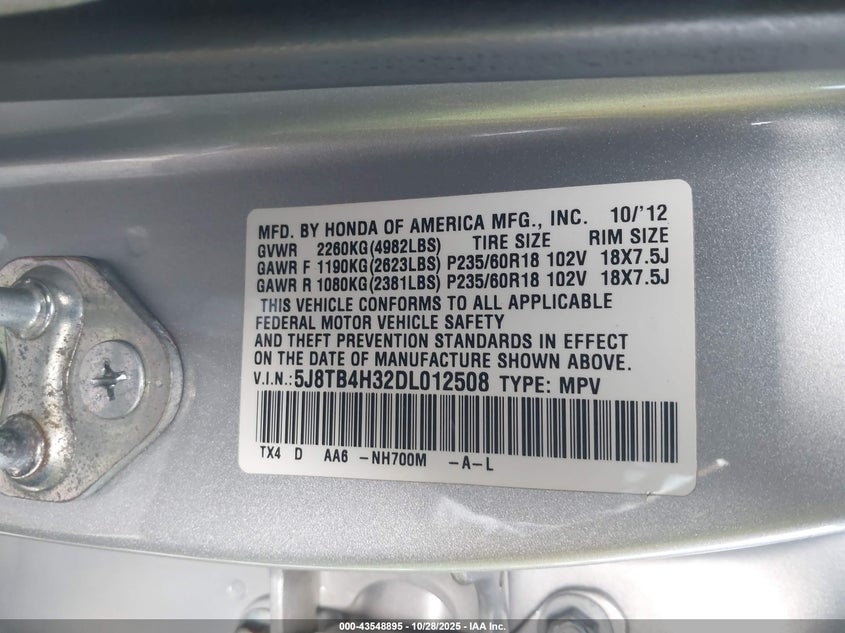 MFD. BY HONDA OF AMERICA MFG., INC. 10/'12
GVWR 2260KG(4982LBS) TIRE SIZE RIM SIZE
GAWR F 1190KG(2623LBS) P235/60R18 102V 18X7.5J
GAWR R 1080KG(2381LBS) P235/60R18 102V 18X7.5J
THIS VEHICLE CONFORMS TO ALL APPLICABLE
FEDERAL MOTOR VEHICLE SAFETY
AND THEFT PREVENTION STANDARDS IN EFFECT
ON THE DATE OF MANUFACTURE SHOWN ABOVE.
V.I.N.:5J8TB4H32DL012508 TYPE: MPV
TX4 D AA6 -NH700M -A-L
000-43548895 - 10/28/2025 - IAA Inc.